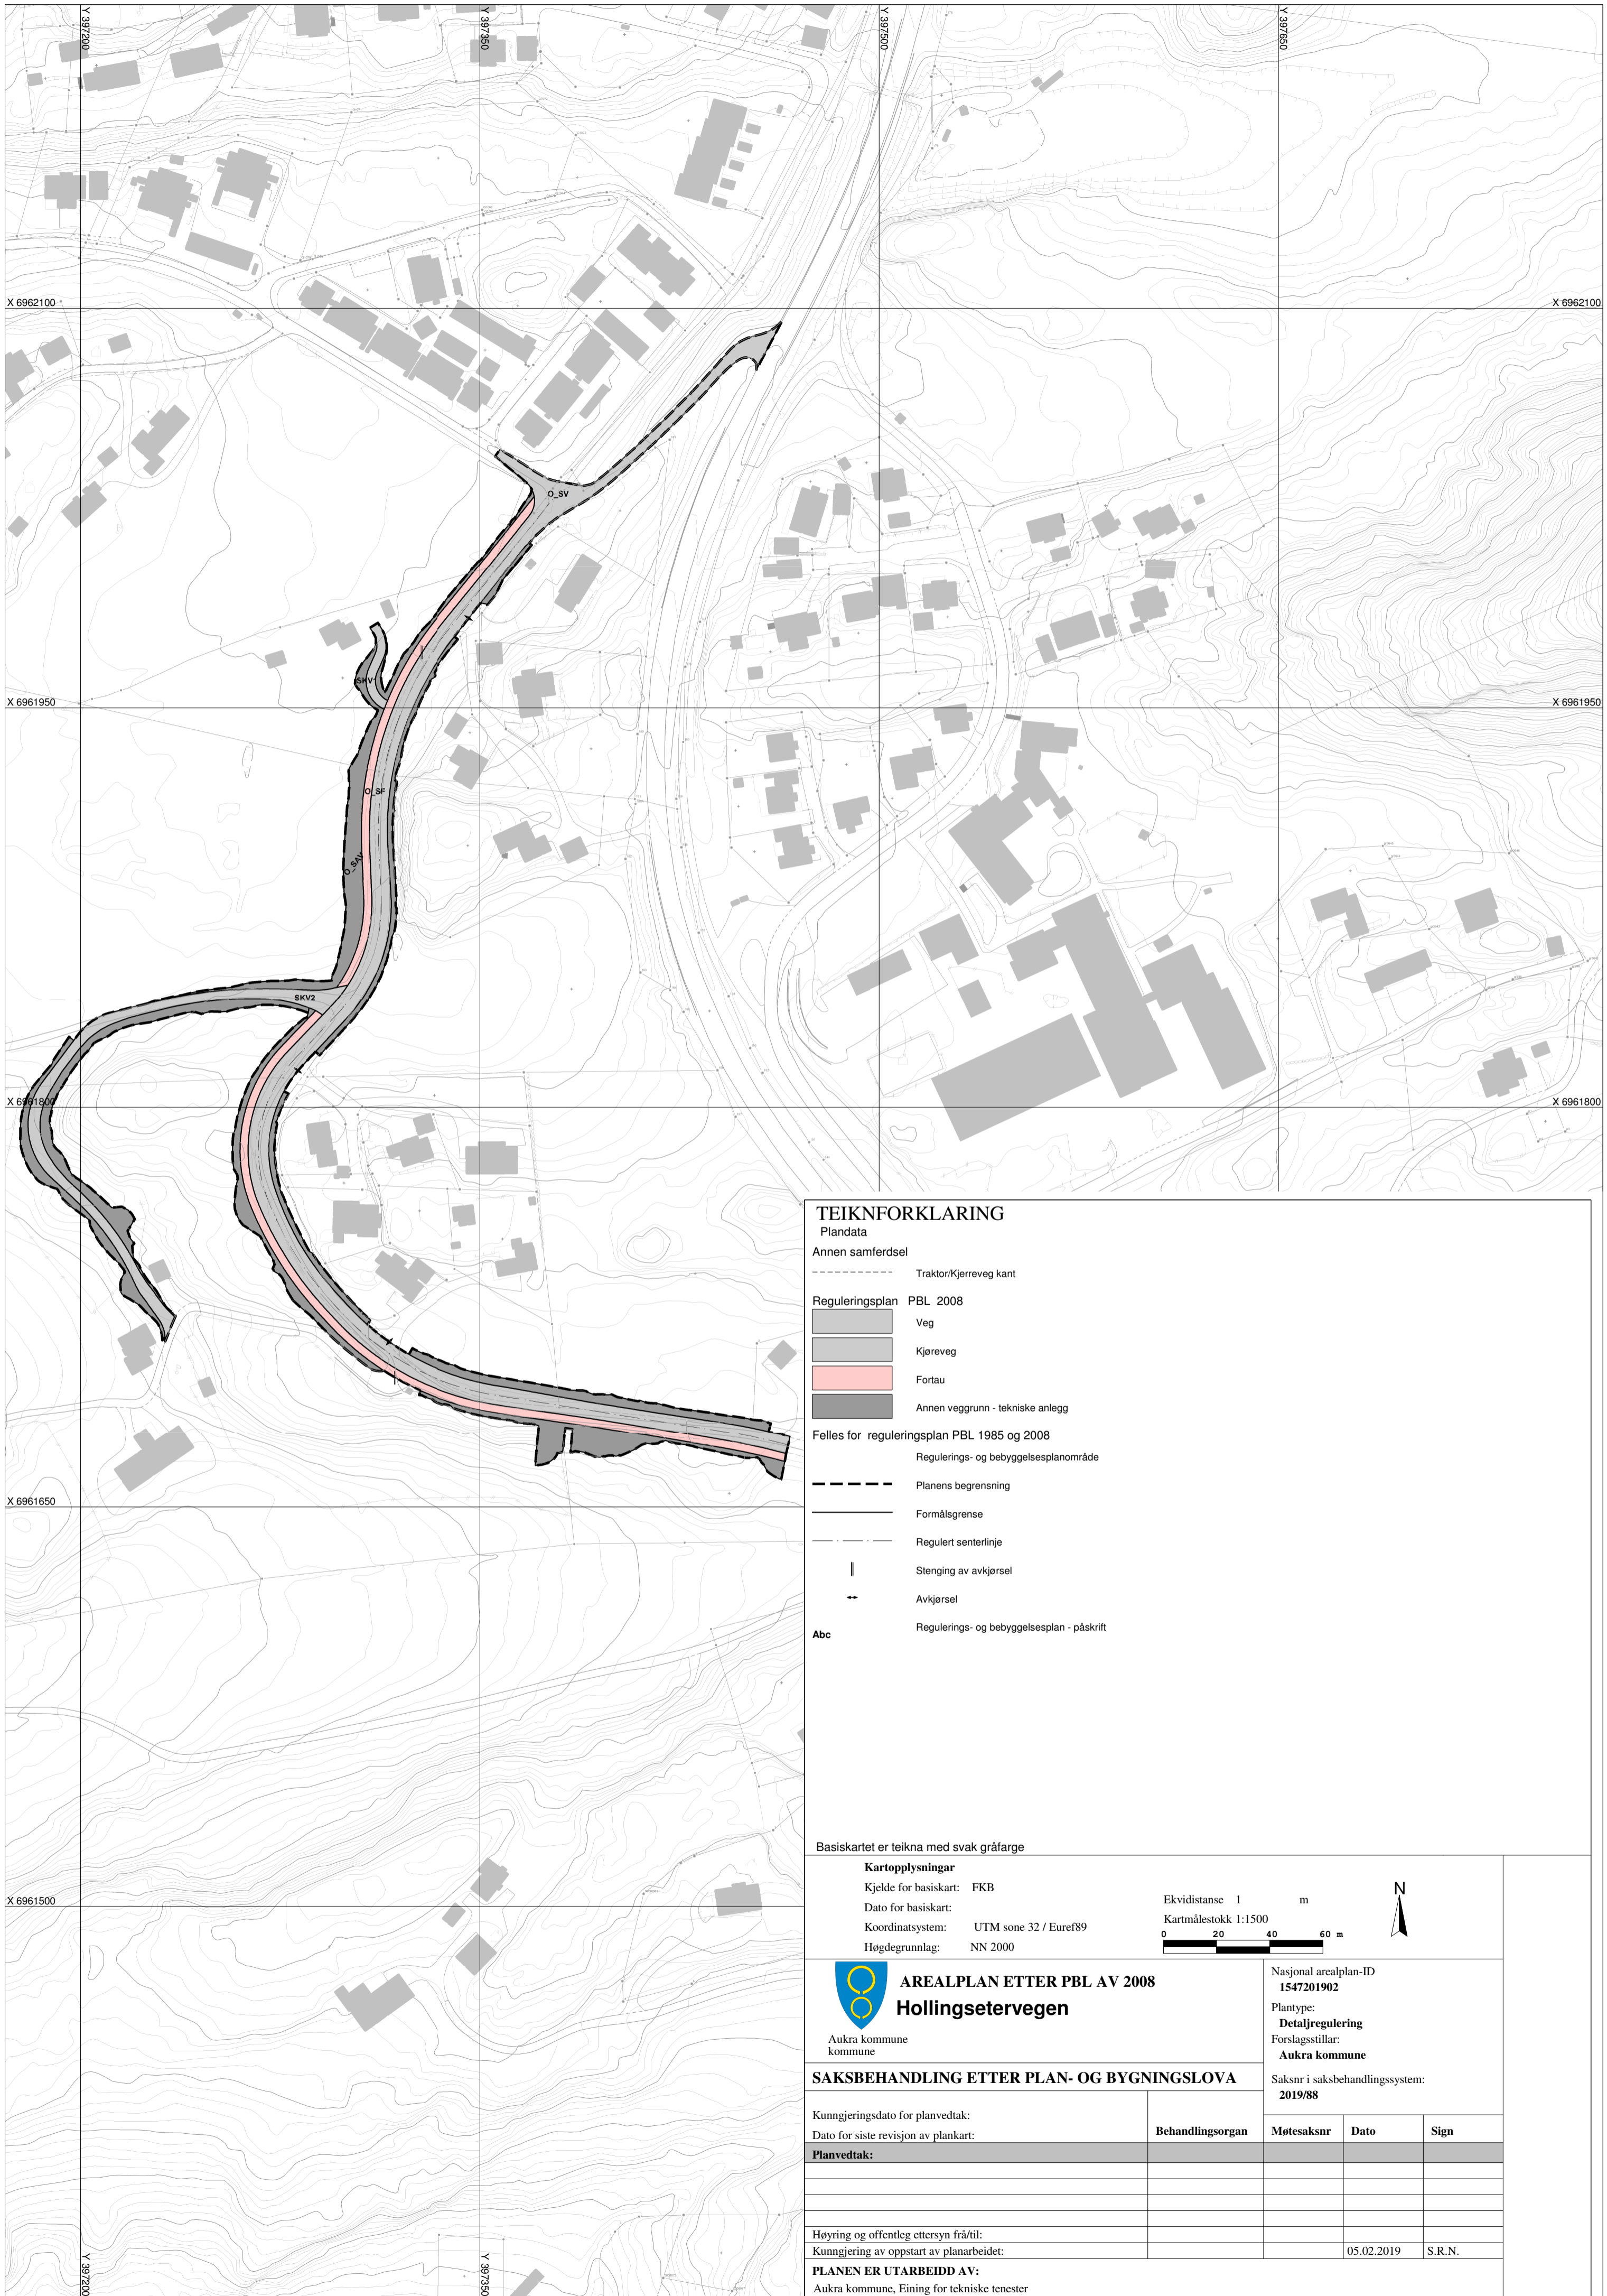 Y 397200
Y 397350
Y 397500
Y 397650
X 6962100
X 6962100
O_SV
SKV1
X 6961950
X 6961950
O_SF
O_SAV
SKV2
X 6961800
X 6961800
X 6961650
X 6961500
Y 397200
Y 397350
TEIKNFORKLARING
Plandata
Annen samferdsel
Traktor/Kjerreveg kant
Reguleringsplan PBL 2008
Veg
Kjøreveg
Fortau
Annen veggrunn - tekniske anlegg
Felles for reguleringsplan PBL 1985 og 2008
Regulerings- og bebyggelsesplanområde
Planens begrensning
Formålsgrense
Regulert senterlinje
Stenging av avkjørsel
Avkjørsel
Abc Regulerings- og bebyggelsesplan - påskrift
Basiskartet er teikna med svak gråfarge
Kartopplysningar
Kjelde for basiskart: FKB
Dato for basiskart:
Koordinatsystem: UTM sone 32 / Euref89
Høgdegrunnlag: NN 2000
Ekvidistanse 1 m
Kartmålestokk 1:1500
0 20 40 60 m
N
AREALPLAN ETTER PBL AV 2008
Hollingsetervegen
Aukra kommune
kommune
Nasjonal arealplan-ID
1547201902
Plantype:
Detaljregulering
Forslagsstillar:
Aukra kommune
Saksnr i saksbehandlingssystem:
2019/88
SAKSBEHANDLING ETTER PLAN- OG BYGNINGSLOVA
Kunngjeringsdato for planvedtak:
Dato for siste revisjon av plankart:
Behandlingsorgan Møtesaksnr Dato Sign
Planvedtak:
Høyring og offentleg ettersyn frå/til:
Kunngjering av oppstart av planarbeidet: 05.02.2019 S.R.N.
PLANEN ER UTARBEIDD AV:
Aukra kommune, Eining for tekniske tenester